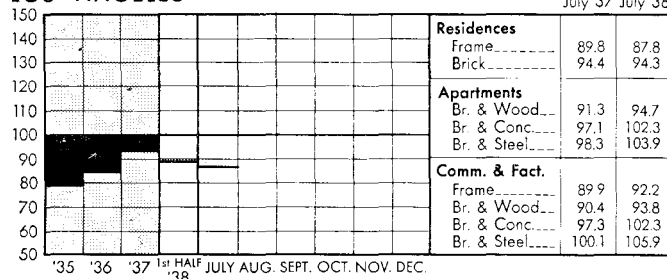 July 37 July 38
150
140
130
120
110
100
90
80
70
60
50
'35 '36 '37 1st HALF '38 JULY AUG. SEPT. OCT. NOV. DEC.
Residences
Frame 89.8 87.8
Brick 94.4 94.3
Apartments
Br. & Wood 91.3 94.7
Br. & Conc. 97.1 102.3
Br. & Steel 98.3 103.9
Comm. & Fact.
Frame 89.9 92.2
Br. & Wood 90.4 93.8
Br. & Conc. 97.3 102.3
Br. & Steel 100.1 105.9